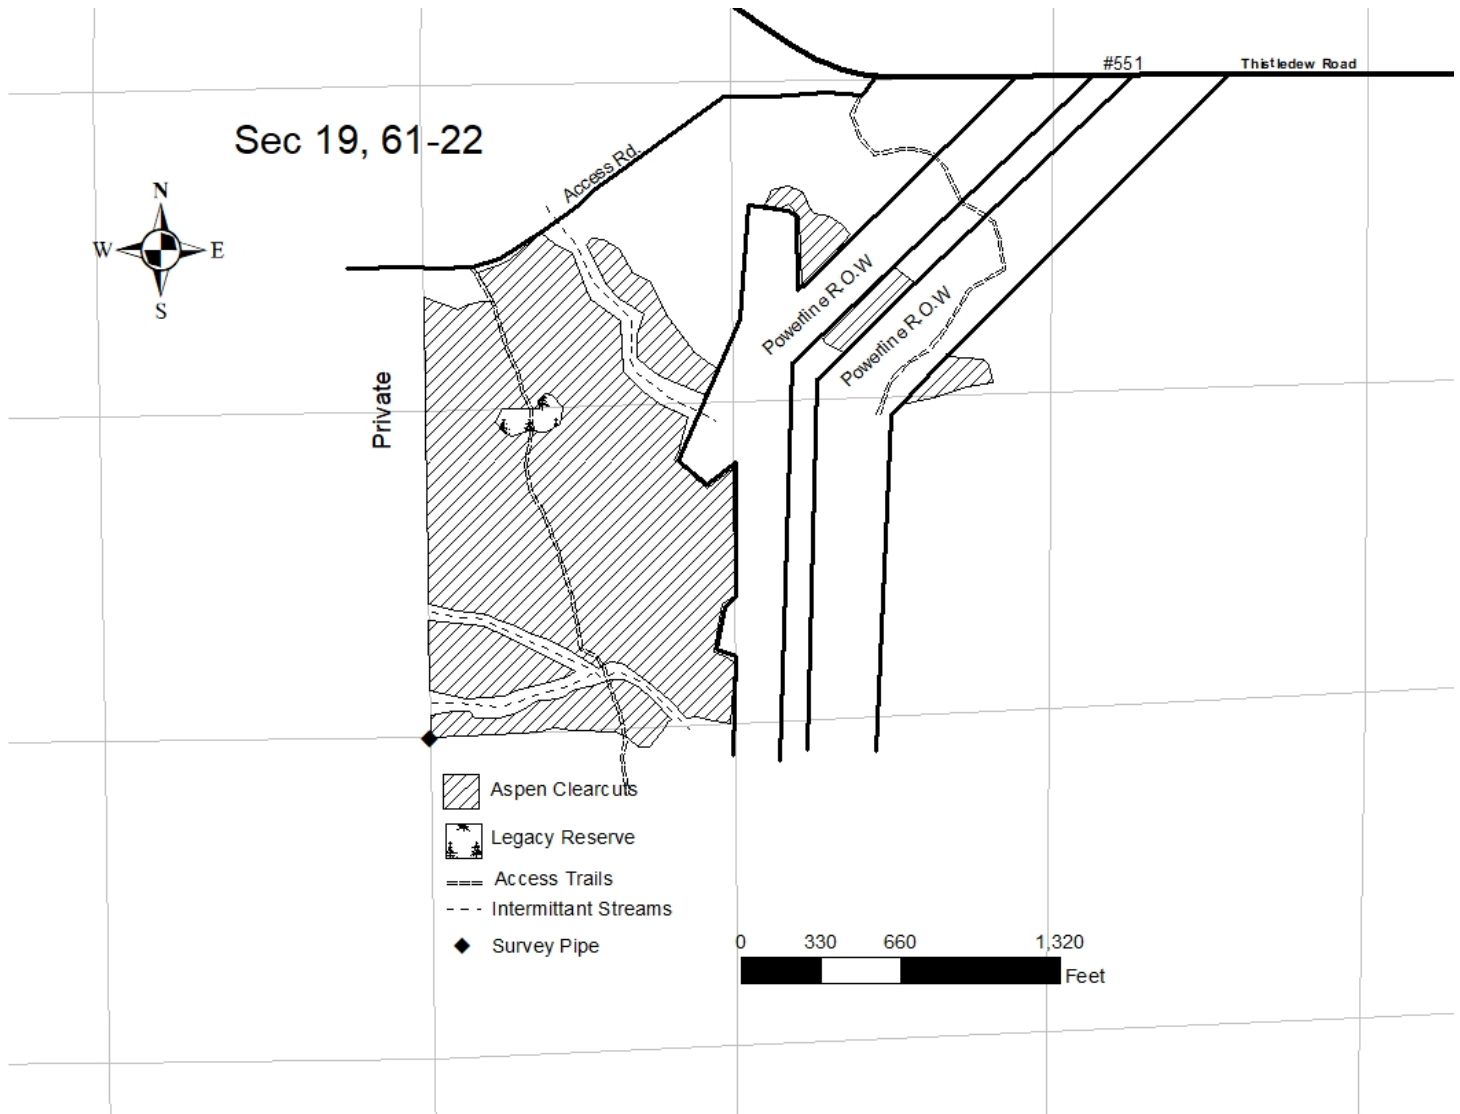 #551
Thistledew Road
Sec 19, 61-22
Access Rd.
N
W
E
S
Powerline R.O.W
Powerline R.O.W
Private
Aspen Clearcuts
Legacy Reserve
Access Trails
Intermittant Streams
Survey Pipe
0 330 660 1,320
Feet